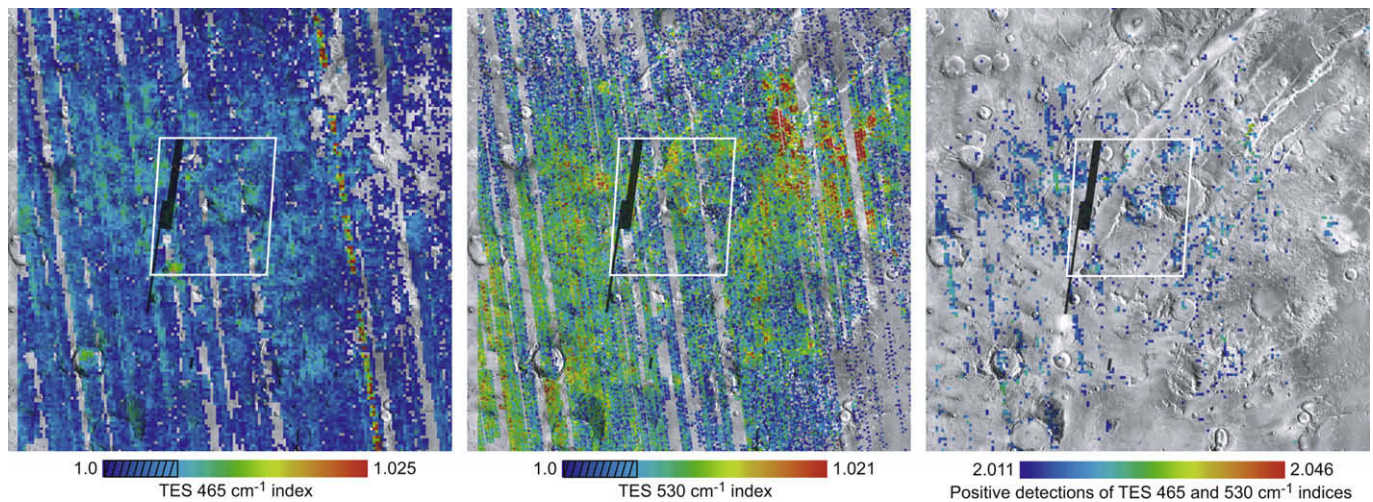 1.0 1.025
TES 465 cm-1 index
1.0 1.021
TES 530 cm-1 index
2.011 2.046
Positive detections of TES 465 and 530 cm-1 indices